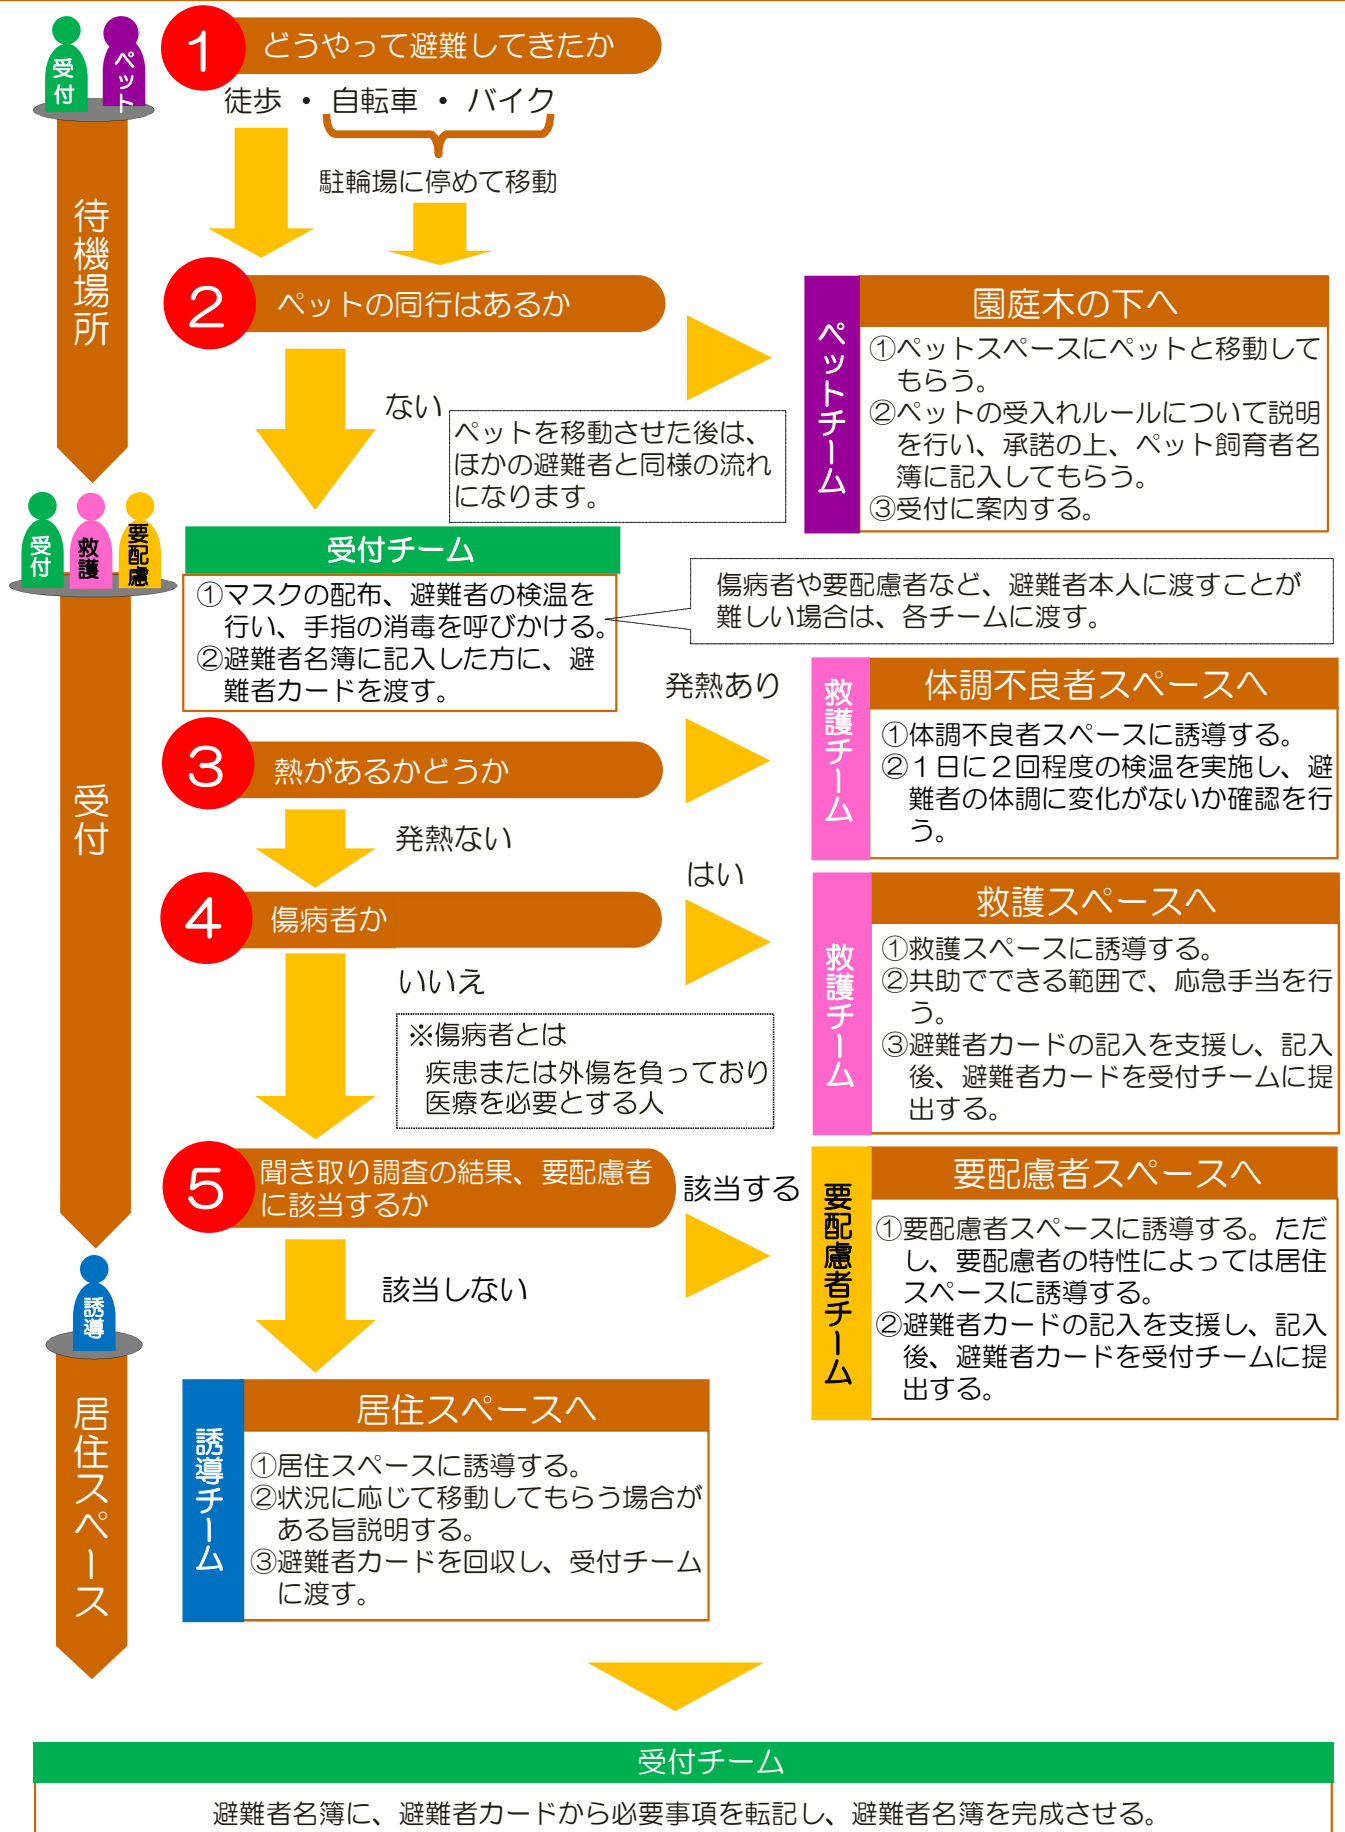 受付
ペット
1
どうやって避難してきたか
徒歩 ・ 自転車 ・ バイク
駐輪場に停めて移動
待機場所
2
ペットの同行はあるか
ない
ペットを移動させた後は、
ほかの避難者と同様の流れ
になります。
ペットチーム
園庭木の下へ
①ペットスペースにペットと移動して
もらう。
②ペットの受入れルールについて説明
を行い、承諾の上、ペット飼育者名
簿に記入してもらう。
③受付に案内する。
受付
救護
要配慮
受付チーム
①マスクの配布、避難者の検温を
行い、手指の消毒を呼びかける。
②避難者名簿に記入した方に、避
難者カードを渡す。
傷病者や要配慮者など、避難者本人に渡すことが
難しい場合は、各チームに渡す。
受付
3
熱があるかどうか
発熱あり
発熱ない
救護チーム
体調不良者スペースへ
①体調不良者スペースに誘導する。
②１日に２回程度の検温を実施し、避
難者の体調に変化がないか確認を行
う。
4
傷病者か
はい
いいえ
※傷病者とは
疾患または外傷を負っており
医療を必要とする人
救護チーム
救護スペースへ
①救護スペースに誘導する。
②共助でできる範囲で、応急手当を行
う。
③避難者カードの記入を支援し、記入
後、避難者カードを受付チームに提
出する。
5
聞き取り調査の結果、要配慮者
に該当するか
該当する
該当しない
要配慮者チーム
要配慮者スペースへ
①要配慮者スペースに誘導する。ただ
し、要配慮者の特性によっては居住
スペースに誘導する。
②避難者カードの記入を支援し、記入
後、避難者カードを受付チームに提
出する。
誘導
居住スペース
誘導チーム
居住スペースへ
①居住スペースに誘導する。
②状況に応じて移動してもらう場合が
ある旨説明する。
③避難者カードを回収し、受付チーム
に渡す。
受付チーム
避難者名簿に、避難者カードから必要事項を転記し、避難者名簿を完成させる。